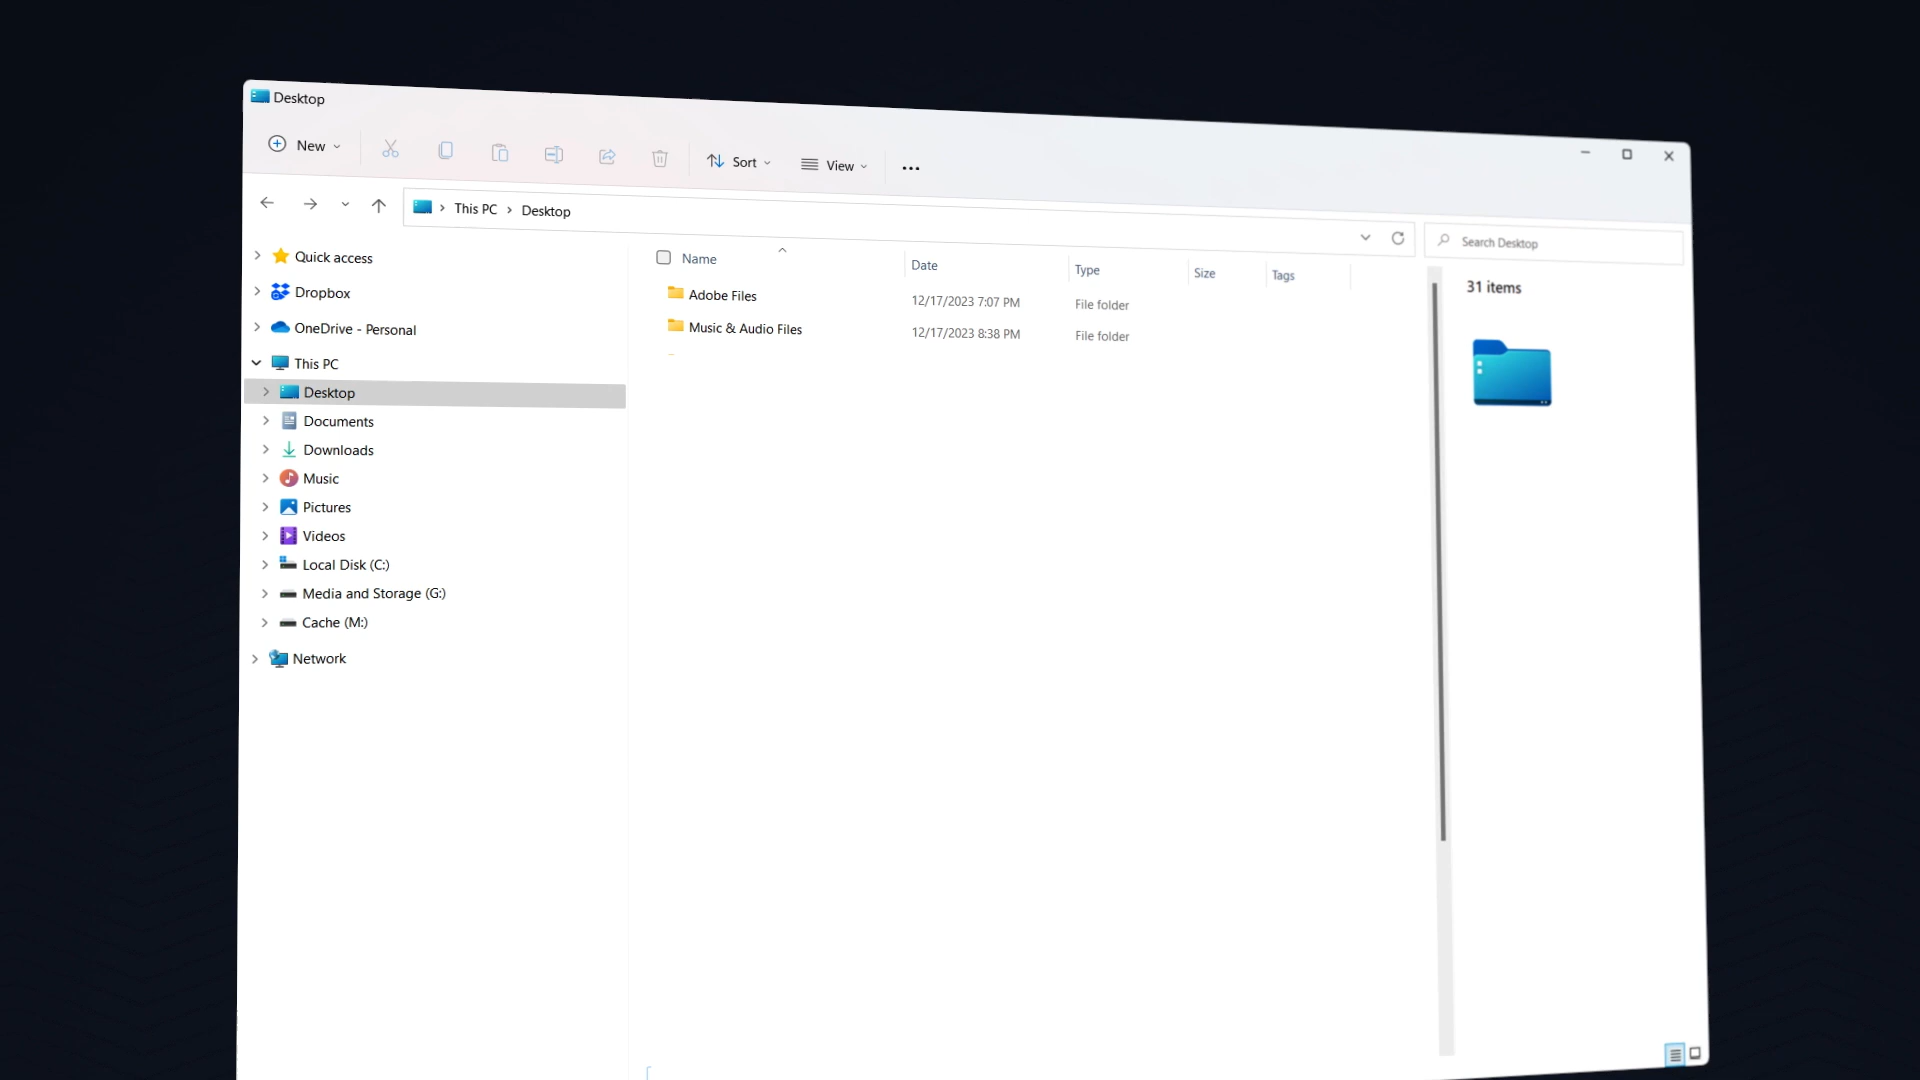 Desktop
New
Sort
View
This PC
Desktop
Search Desktop
Quick access
Dropbox
OneDrive - Personal
This PC
Desktop
Documents
Downloads
Music
Pictures
Videos
Local Disk (C:)
Media and Storage (G:)
Cache (M:)
Network
Name Date Type Size Tags
Adobe Files 12/17/2023 7:07 PM File folder
Music & Audio Files 12/17/2023 8:38 PM File folder
31 items